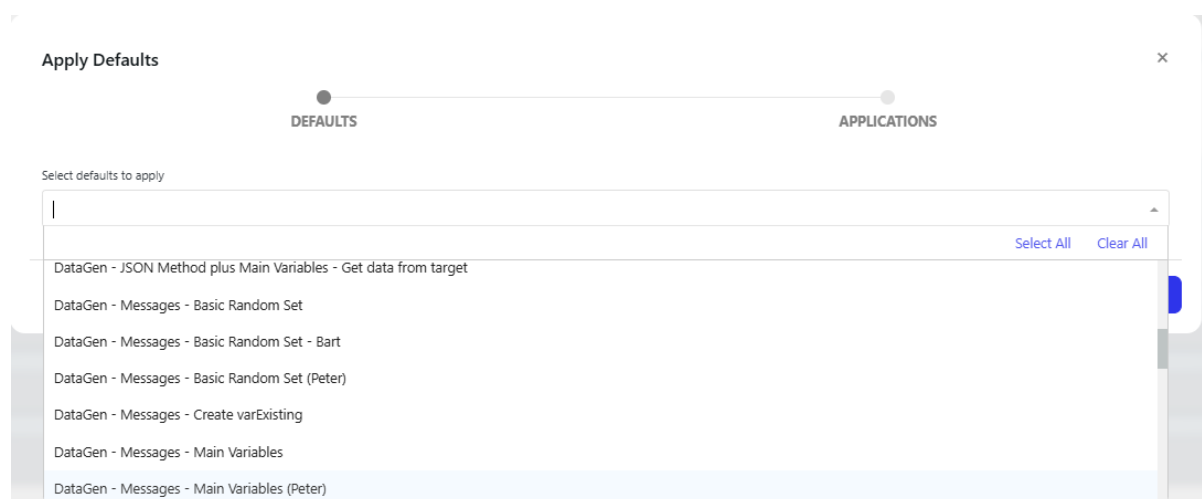 Apply Defaults
×
DEFAULTS
APPLICATIONS
Select defaults to apply
Select All Clear All
DataGen - JSON Method plus Main Variables - Get data from target
DataGen - Messages - Basic Random Set
DataGen - Messages - Basic Random Set - Bart
DataGen - Messages - Basic Random Set (Peter)
DataGen - Messages - Create varExisting
DataGen - Messages - Main Variables
DataGen - Messages - Main Variables (Peter)